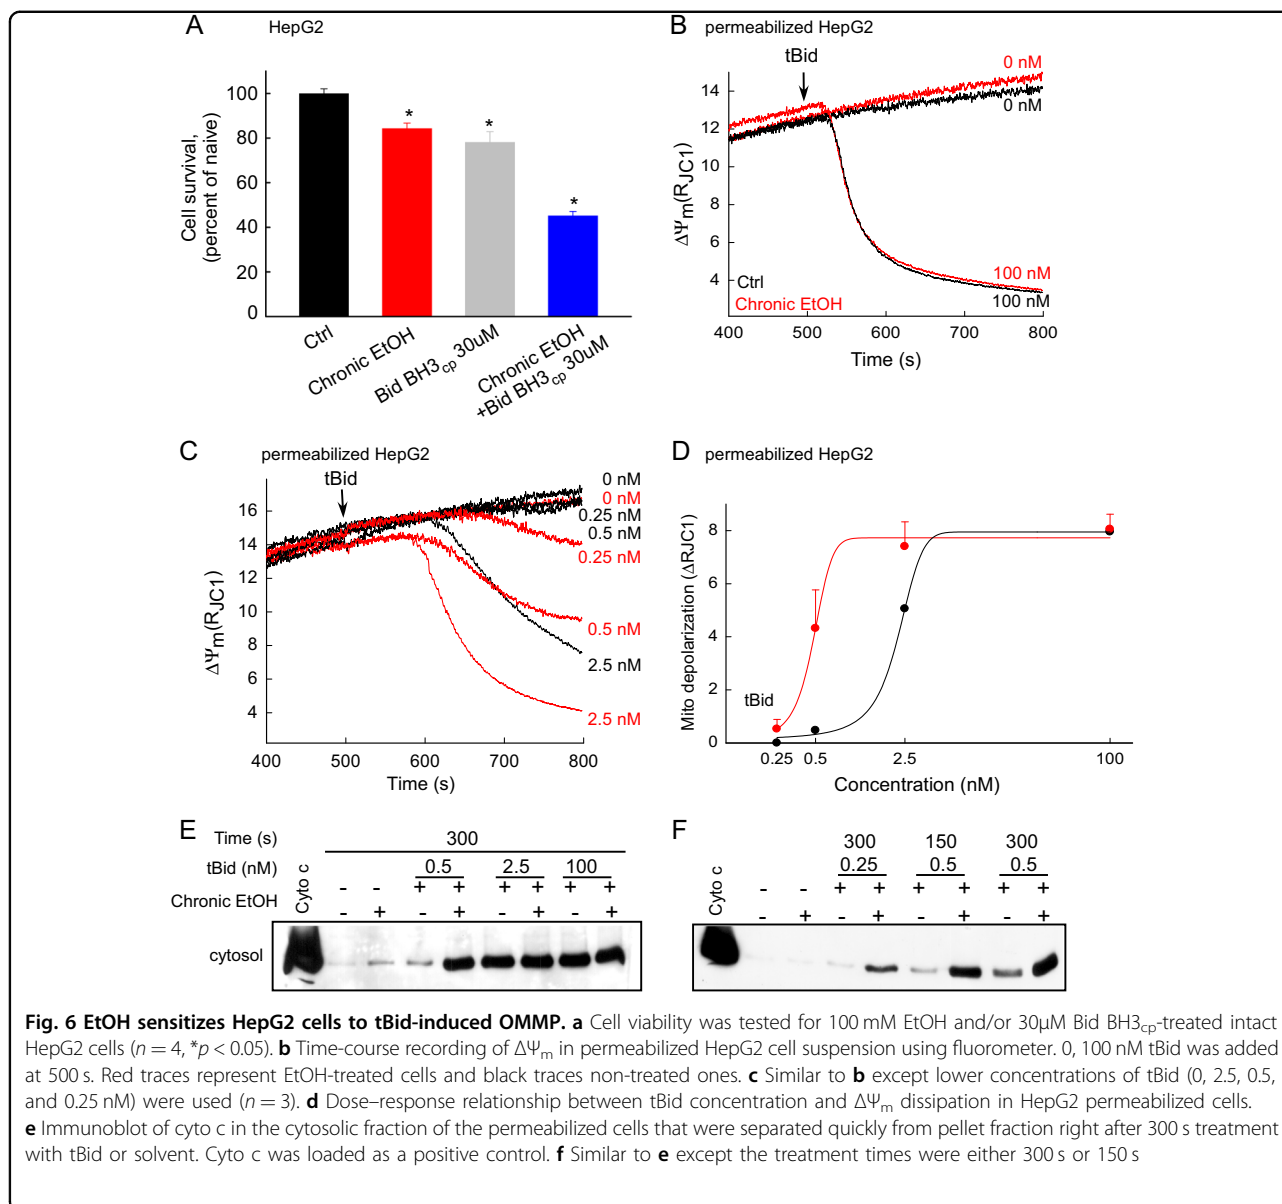 A HepG2
Cell survival,
(percent of naive)
100
80
60
40
20
0
* * *
Ctrl
Chronic EtOH
Bid BH3cp 30uM
Chronic EtOH
+Bid BH3cp 30uM
B permeabilized HepG2
tBid
0 nM
0 nM
ΔΨm(RJC1)
14
12
10
8
6
4
100 nM
100 nM
Ctrl
Chronic EtOH
400 500 600 700 800
Time (s)
C permeabilized HepG2
tBid
0 nM
0 nM
0.25 nM
0.5 nM
0.25 nM
0.5 nM
2.5 nM
2.5 nM
ΔΨm(RJC1)
16
14
12
10
8
6
4
400 500 600 700 800
Time (s)
D permeabilized HepG2
Mito depolarization (ΔRJC1)
8
6
4
2
0
tBid
0.25 0.5 2.5 100
Concentration (nM)
E Time (s) 300
tBid (nM) 0.5 2.5 100
Cyto c - - + + + + + +
Chronic EtOH - + - + - + - +
cytosol
F 300 150 300
0.25 0.5 0.5
Cyto c - - + + + + + +
- + - + - + - +
Fig. 6 EtOH sensitizes HepG2 cells to tBid-induced OMMP. a Cell viability was tested for 100 mM EtOH and/or 30μM Bid BH3cp-treated intact
HepG2 cells (n = 4, *p < 0.05). b Time-course recording of ΔΨm in permeabilized HepG2 cell suspension using fluorometer. 0, 100 nM tBid was added
at 500 s. Red traces represent EtOH-treated cells and black traces non-treated ones. c Similar to b except lower concentrations of tBid (0, 2.5, 0.5,
and 0.25 nM) were used (n = 3). d Dose–response relationship between tBid concentration and ΔΨm dissipation in HepG2 permeabilized cells.
e Immunoblot of cyto c in the cytosolic fraction of the permeabilized cells that were separated quickly from pellet fraction right after 300 s treatment
with tBid or solvent. Cyto c was loaded as a positive control. f Similar to e except the treatment times were either 300 s or 150 s